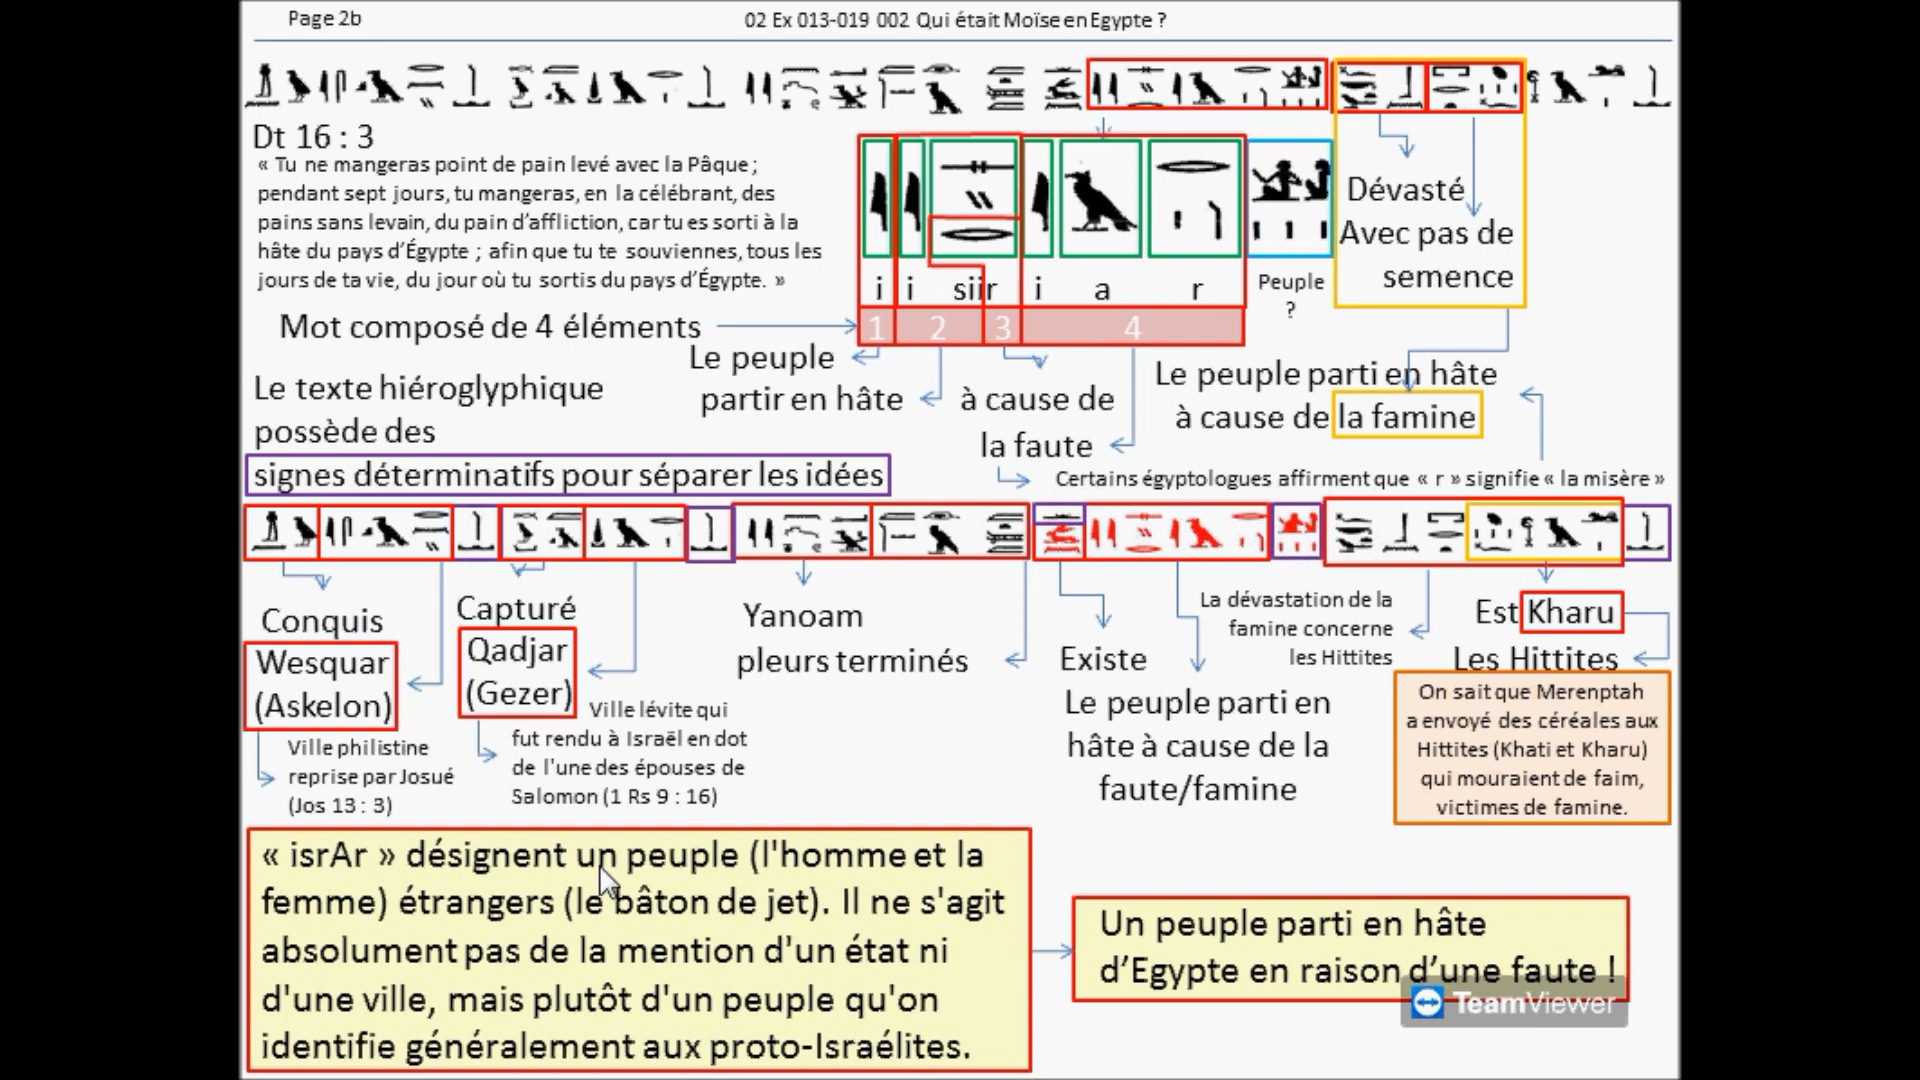 Page 2b
02 Ex 013-019 002 Qui était Moïse en Egypte ?
Dt 16 : 3
« Tu ne mangeras point de pain levé avec la Pâque ;
pendant sept jours, tu mangeras, en la célébrant, des
pains sans levain, du pain d’affliction, car tu es sorti à la
hâte du pays d’Égypte ; afin que tu te souviennes, tous les
jours de ta vie, du jour où tu sortis du pays d’Égypte. »
i i siir i a r
Peuple
?
Dévasté
Avec pas de
semence
Mot composé de 4 éléments
1 2 3 4
Le peuple
partir en hâte
à cause de
la faute
Le peuple parti en hâte
à cause de la famine
Le texte hiéroglyphique
possède des
signes déterminatifs pour séparer les idées
Certains égyptologues affirment que « r » signifie « la misère »
Conquis
Wesquar
(Askelon)
Ville philistine
reprise par Josué
(Jos 13 : 3)
Capturé
Qadjar
(Gezer)
Ville lévite qui
fut rendu à Israël en dot
de l'une des épouses de
Salomon (1 Rs 9 : 16)
Yanoam
pleurs terminés
Existe
Le peuple parti en
hâte à cause de la
faute/famine
La dévastation de la
famine concerne
les Hittites
Est Kharu
Les Hittites
On sait que Merenptah
a envoyé des céréales aux
Hittites (Khati et Kharu)
qui mouraient de faim,
victimes de famine.
« isrAr » désignent un peuple (l'homme et la
femme) étrangers (le bâton de jet). Il ne s'agit
absolument pas de la mention d'un état ni
d'une ville, mais plutôt d'un peuple qu'on
identifie généralement aux proto-Israélites.
Un peuple parti en hâte
d’Egypte en raison d’une faute !
TeamViewer